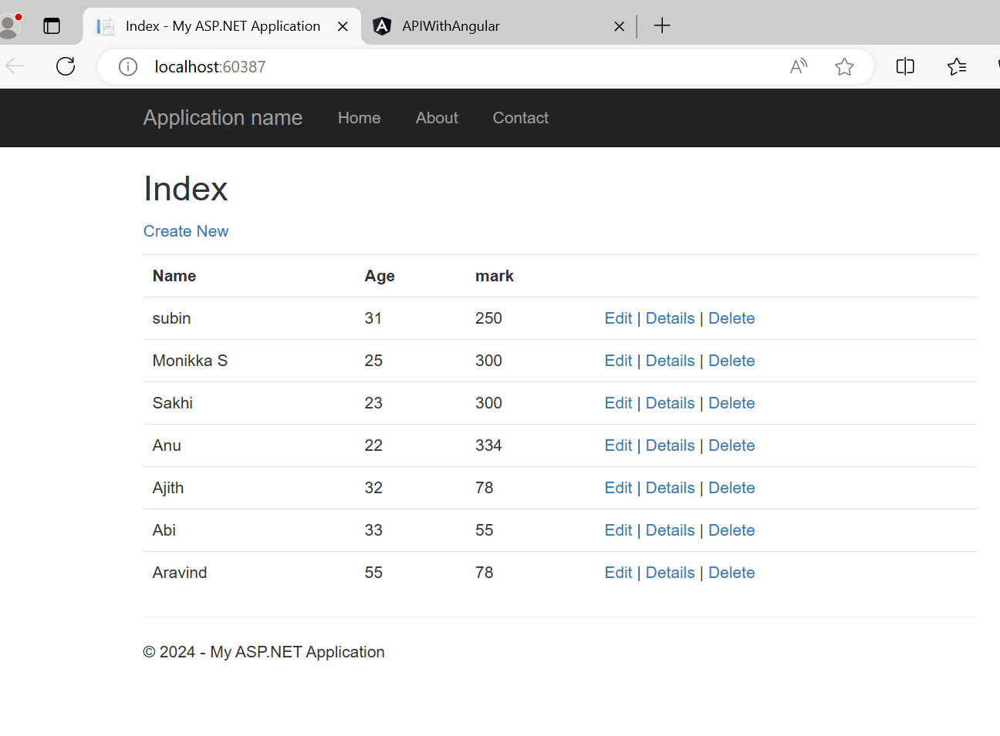 Index - My ASP.NET Application APIWithAngular
localhost:60387
Application name Home About Contact
Index
Create New
Name Age mark
subin 31 250 Edit | Details | Delete
Monikka S 25 300 Edit | Details | Delete
Sakhi 23 300 Edit | Details | Delete
Anu 22 334 Edit | Details | Delete
Ajith 32 78 Edit | Details | Delete
Abi 33 55 Edit | Details | Delete
Aravind 55 78 Edit | Details | Delete
© 2024 - My ASP.NET Application